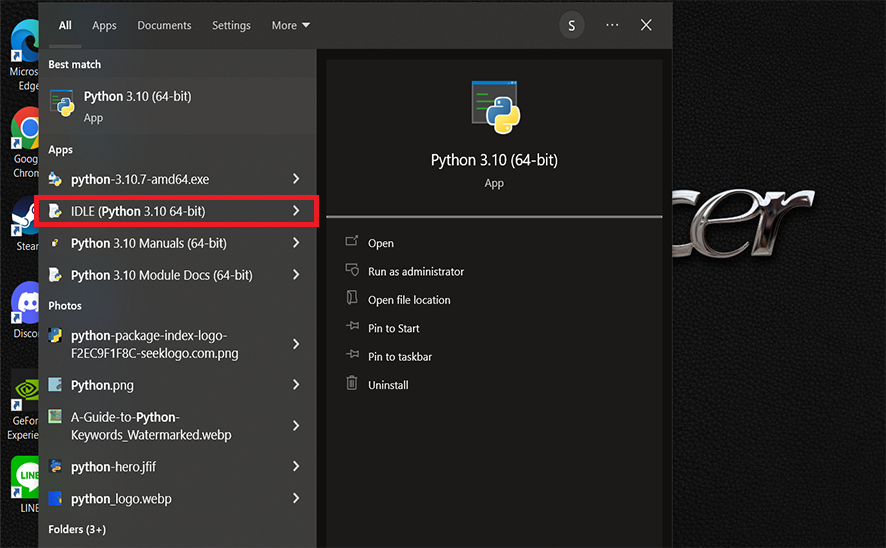 All Apps Documents Settings More S
Best match
Python 3.10 (64-bit)
App
Apps
python-3.10.7-amd64.exe
IDLE (Python 3.10 64-bit)
Python 3.10 Manuals (64-bit)
Python 3.10 Module Docs (64-bit)
Photos
python-package-index-logo-
F2EC9F1F8C-seeklogo.com.png
Python.png
A-Guide-to-Python-
Keywords_Watermarked.webp
python-hero.jfif
python_logo.webp
Folders (3+)
Python 3.10 (64-bit)
App
Open
Run as administrator
Open file location
Pin to Start
Pin to taskbar
Uninstall
Micros
Edge
Goog
Chrom
Stear
Disco
GeFor
Experie
LINE
LINE
cer